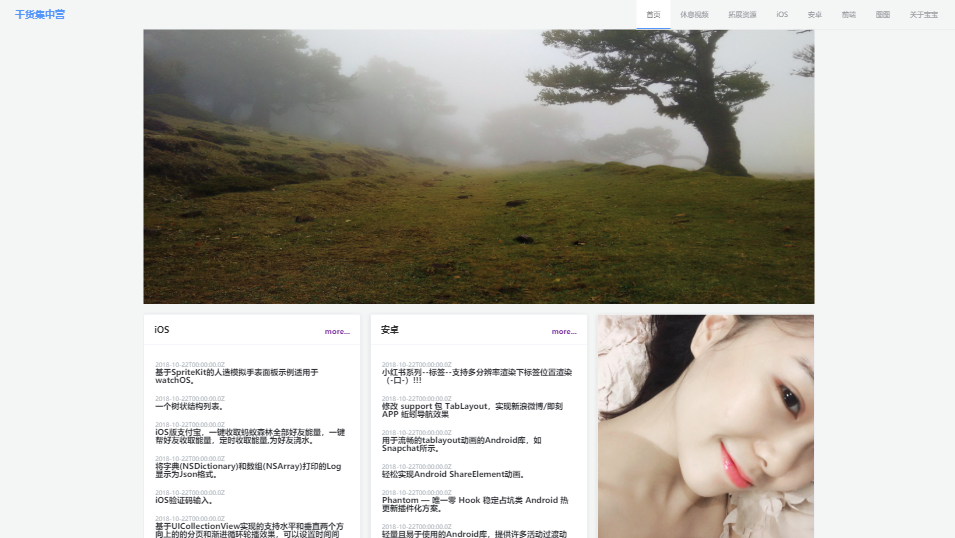 干货集中营
首页 休息视频 拓展资源 iOS 安卓 前端 图图 关于宝宝
iOS more...
2018-10-22T00:00:00.0Z
基于SpriteKit的人造模拟手表面板示例适用于
watchOS。
2018-10-22T00:00:00.0Z
一个树状结构列表。
2018-10-22T00:00:00.0Z
iOS版支付宝，一键收取蚂蚁森林全部好友能量，一键
帮好友收取能量，定时收取能量,为好友浇水。
2018-10-22T00:00:00.0Z
将字典(NSDictionary)和数组(NSArray)打印的Log
显示为Json格式。
2018-10-22T00:00:00.0Z
iOS验证码输入。
2018-10-22T00:00:00.0Z
基于UICollectionView实现的支持水平和垂直两个方
向上的的分页和渐进循环轮播效果，可以设置时间间
安卓 more...
2018-10-22T00:00:00.0Z
小红书系列--标签--支持多分辨率渲染下标签位置渲染
（-口-）!!!
2018-10-22T00:00:00.0Z
修改 support 包 TabLayout，实现新浪微博/即刻
APP 蚯蚓导航效果
2018-10-22T00:00:00.0Z
用于流畅的tablayout动画的Android库，如
Snapchat所示。
2018-10-22T00:00:00.0Z
轻松实现Android ShareElement动画。
2018-10-22T00:00:00.0Z
Phantom — 唯一零 Hook 稳定占坑类 Android 热
更新插件化方案。
2018-10-22T00:00:00.0Z
轻量且易于使用的Android库，提供许多活动过渡动